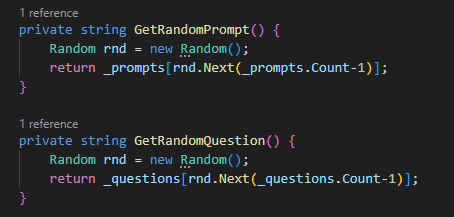 1 reference
private string GetRandomPrompt() {
    Random rnd = new Random();
    return _prompts[rnd.Next(_prompts.Count-1)];
}
1 reference
private string GetRandomQuestion() {
    Random rnd = new Random();
    return _questions[rnd.Next(_questions.Count-1)];
}